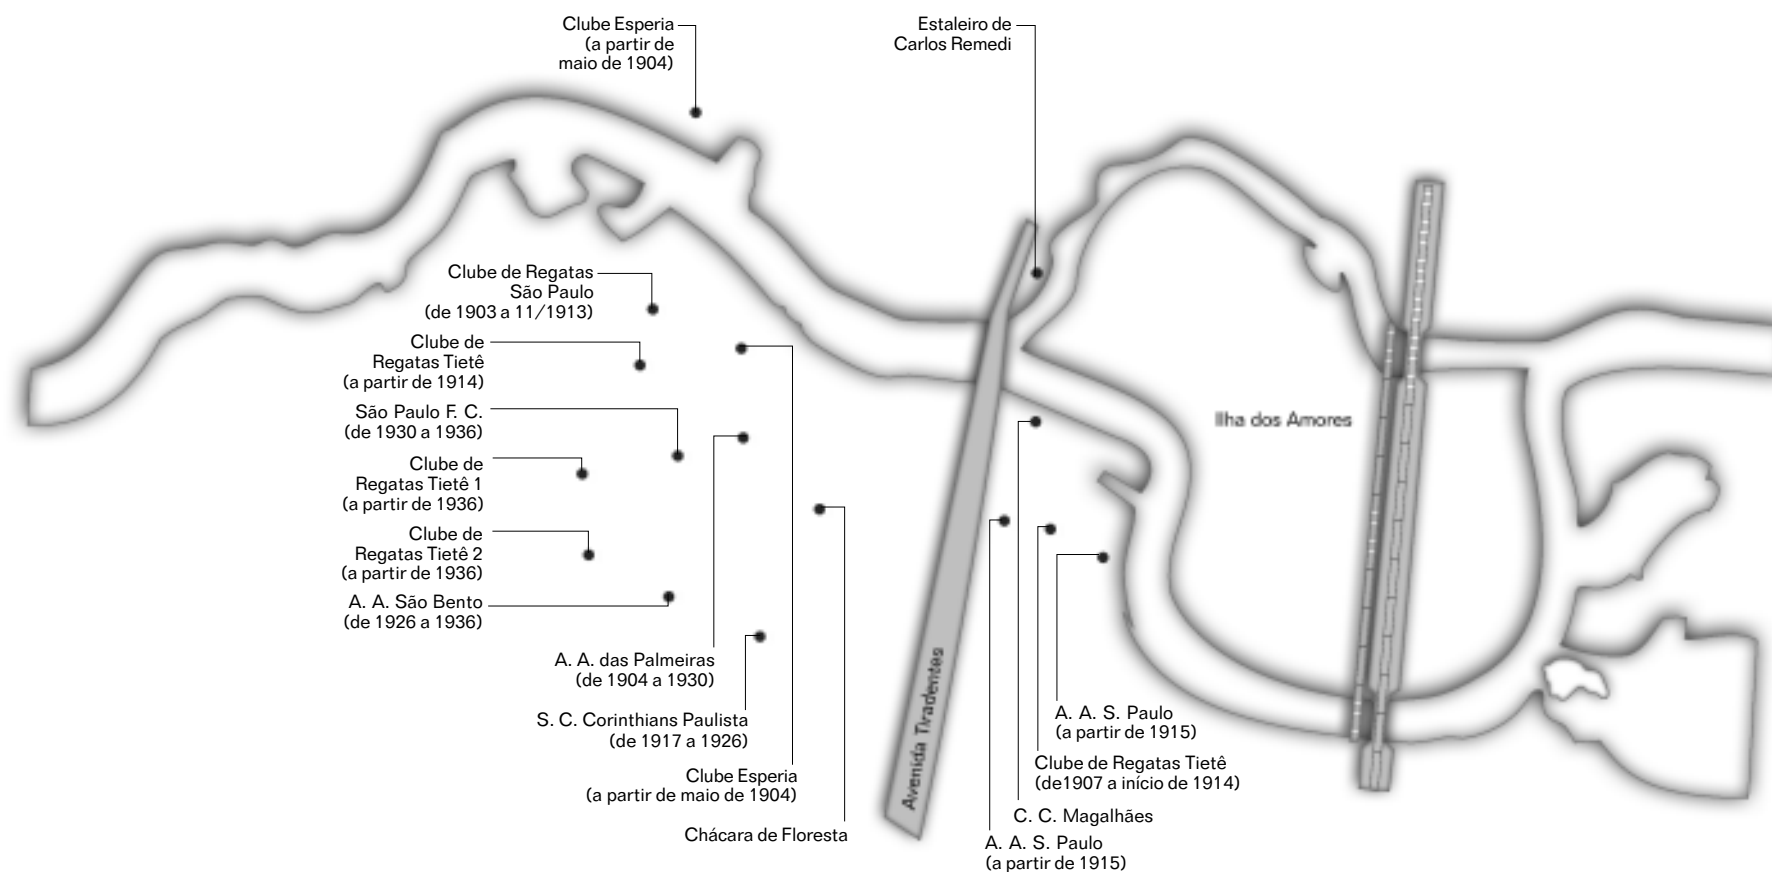 Clube Esperia
(a partir de
maio de 1904)
Estaleiro de
Carlos Remedi
Clube de Regatas
São Paulo
(de 1903 a 11/1913)
Clube de
Regatas Tietê
(a partir de 1914)
São Paulo F. C.
(de 1930 a 1936)
Clube de
Regatas Tietê 1
(a partir de 1936)
Clube de
Regatas Tietê 2
(a partir de 1936)
A. A. São Bento
(de 1926 a 1936)
A. A. das Palmeiras
(de 1904 a 1930)
S. C. Corinthians Paulista
(de 1917 a 1926)
Clube Esperia
(a partir de maio de 1904)
Chácara de Floresta
Avenida Tiradentes
Ilha dos Amores
A. A. S. Paulo
(a partir de 1915)
Clube de Regatas Tietê
(de1907 a início de 1914)
C. C. Magalhães
A. A. S. Paulo
(a partir de 1915)